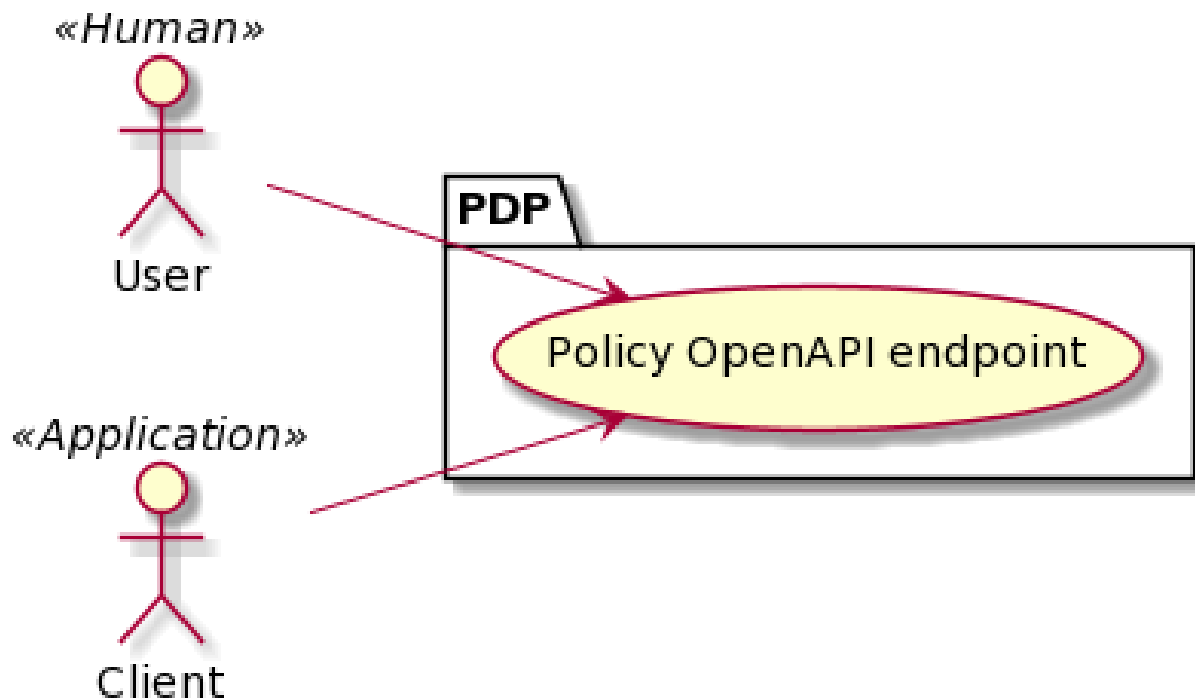 «Human»
User
PDP
Policy OpenAPI endpoint
«Application»
Client